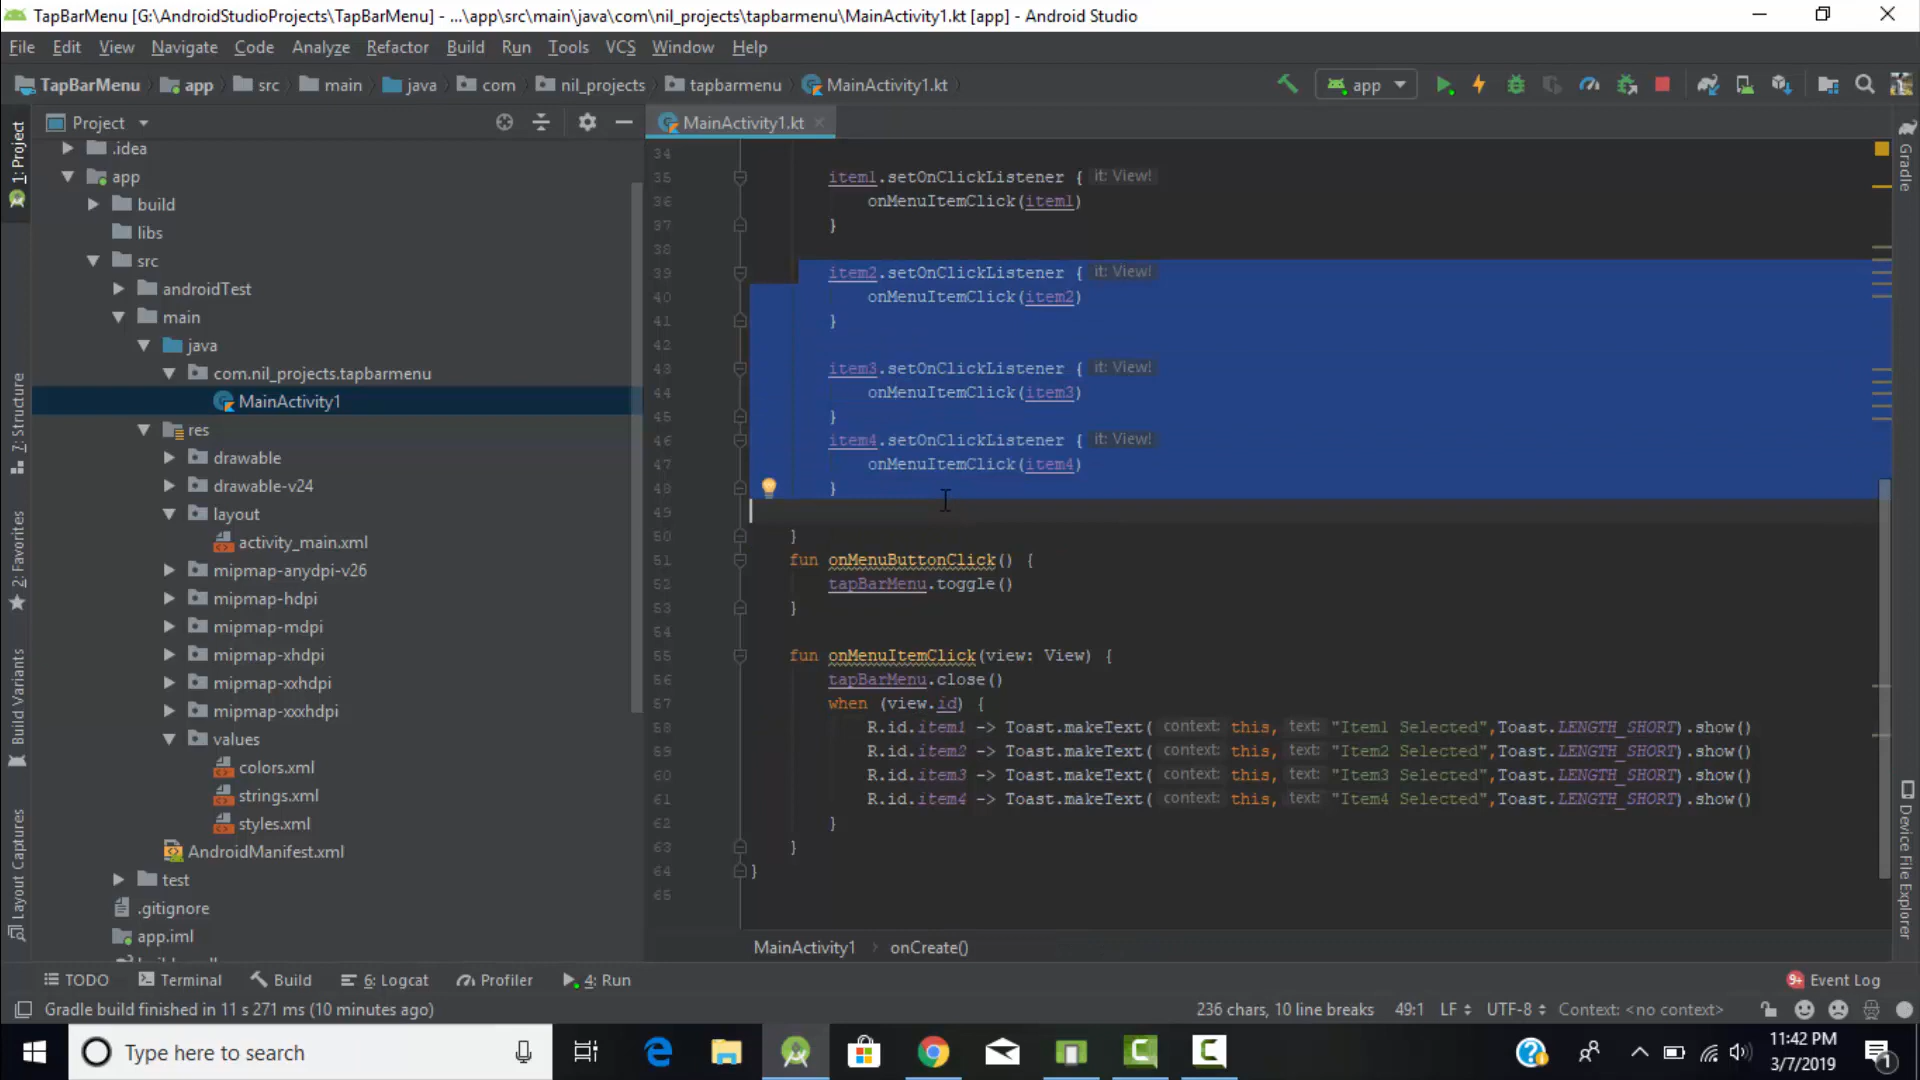 TapBarMenu [G:\AndroidStudioProjects\TapBarMenu] - ...\app\src\main\java\com\nil_projects\tapbarmenu\MainActivity1.kt [app] - Android Studio
File Edit View Navigate Code Analyze Refactor Build Run Tools VCS Window Help
TapBarMenu app src main java com nil_projects tapbarmenu MainActivity1.kt app
Project
MainActivity1.kt
1: Project
7: Structure
2: Favorites
Build Variants
Layout Captures
.idea
app
build
libs
src
androidTest
main
java
com.nil_projects.tapbarmenu
MainActivity1
res
drawable
drawable-v24
layout
activity_main.xml
mipmap-anydpi-v26
mipmap-hdpi
mipmap-mdpi
mipmap-xhdpi
mipmap-xxhdpi
mipmap-xxxhdpi
values
colors.xml
strings.xml
styles.xml
AndroidManifest.xml
test
.gitignore
app.iml
34
35 item1.setOnClickListener { it: View!
36 onMenuItemClick(item1)
37 }
38
39 item2.setOnClickListener { it: View!
40 onMenuItemClick(item2)
41 }
42
43 item3.setOnClickListener { it: View!
44 onMenuItemClick(item3)
45 }
46 item4.setOnClickListener { it: View!
47 onMenuItemClick(item4)
48 }
49
50 }
51 fun onMenuButtonClick() {
52 tapBarMenu.toggle()
53 }
54
55 fun onMenuItemClick(view: View) {
56 tapBarMenu.close()
57 when (view.id) {
58 R.id.item1 -> Toast.makeText( context: this, text: "Item1 Selected",Toast.LENGTH_SHORT).show()
59 R.id.item2 -> Toast.makeText( context: this, text: "Item2 Selected",Toast.LENGTH_SHORT).show()
60 R.id.item3 -> Toast.makeText( context: this, text: "Item3 Selected",Toast.LENGTH_SHORT).show()
61 R.id.item4 -> Toast.makeText( context: this, text: "Item4 Selected",Toast.LENGTH_SHORT).show()
62 }
63 }
64 }
65
MainActivity1 › onCreate()
Gradle
Device File Explorer
TODO Terminal Build 6: Logcat Profiler 4: Run 9+ Event Log
Gradle build finished in 11 s 271 ms (10 minutes ago) 236 chars, 10 line breaks 49:1 LF UTF-8 Context: <no context>
Type here to search
11:42 PM
3/7/2019
1